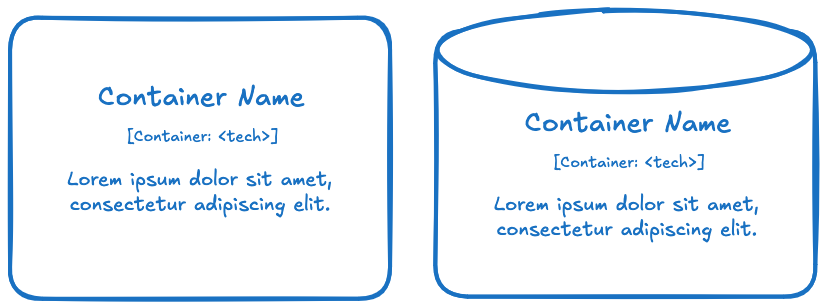 Container Name
[Container: <tech>]
Lorem ipsum dolor sit amet,
consectetur adipiscing elit.
Container Name
[Container: <tech>]
Lorem ipsum dolor sit amet,
consectetur adipiscing elit.